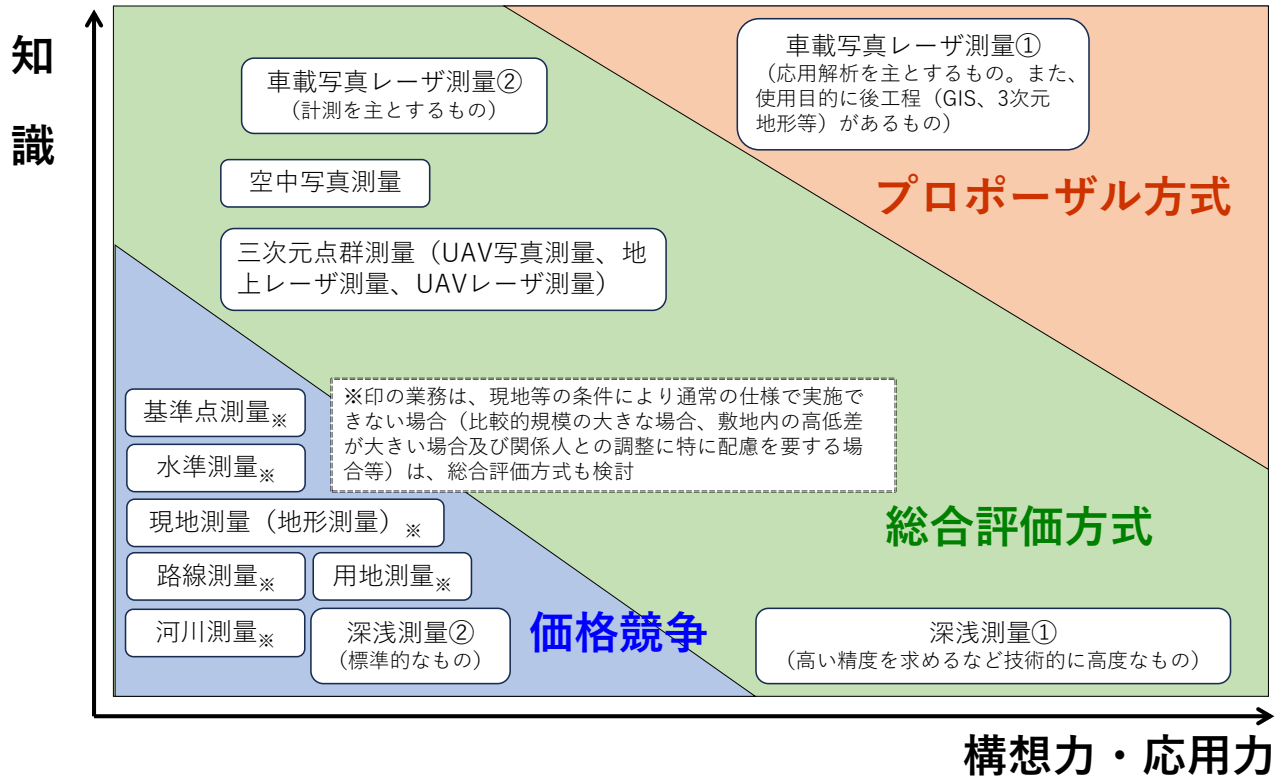 知
識
車載写真レーザ測量①
（応用解析を主とするもの。また、
使用目的に後工程（GIS、3次元
地形等）があるもの）
車載写真レーザ測量②
（計測を主とするもの）
空中写真測量
プロポーザル方式
三次元点群測量（UAV写真測量、地
上レーザ測量、UAVレーザ測量）
※印の業務は、現地等の条件により通常の仕様で実施で
きない場合（比較的規模の大きな場合、敷地内の高低差
が大きい場合及び関係人との調整に特に配慮を要する場
合等）は、総合評価方式も検討
基準点測量※
水準測量※
現地測量（地形測量）※
総合評価方式
路線測量※
用地測量※
河川測量※
深浅測量②
（標準的なもの）
価格競争
深浅測量①
（高い精度を求めるなど技術的に高度なもの）
構想力・応用力